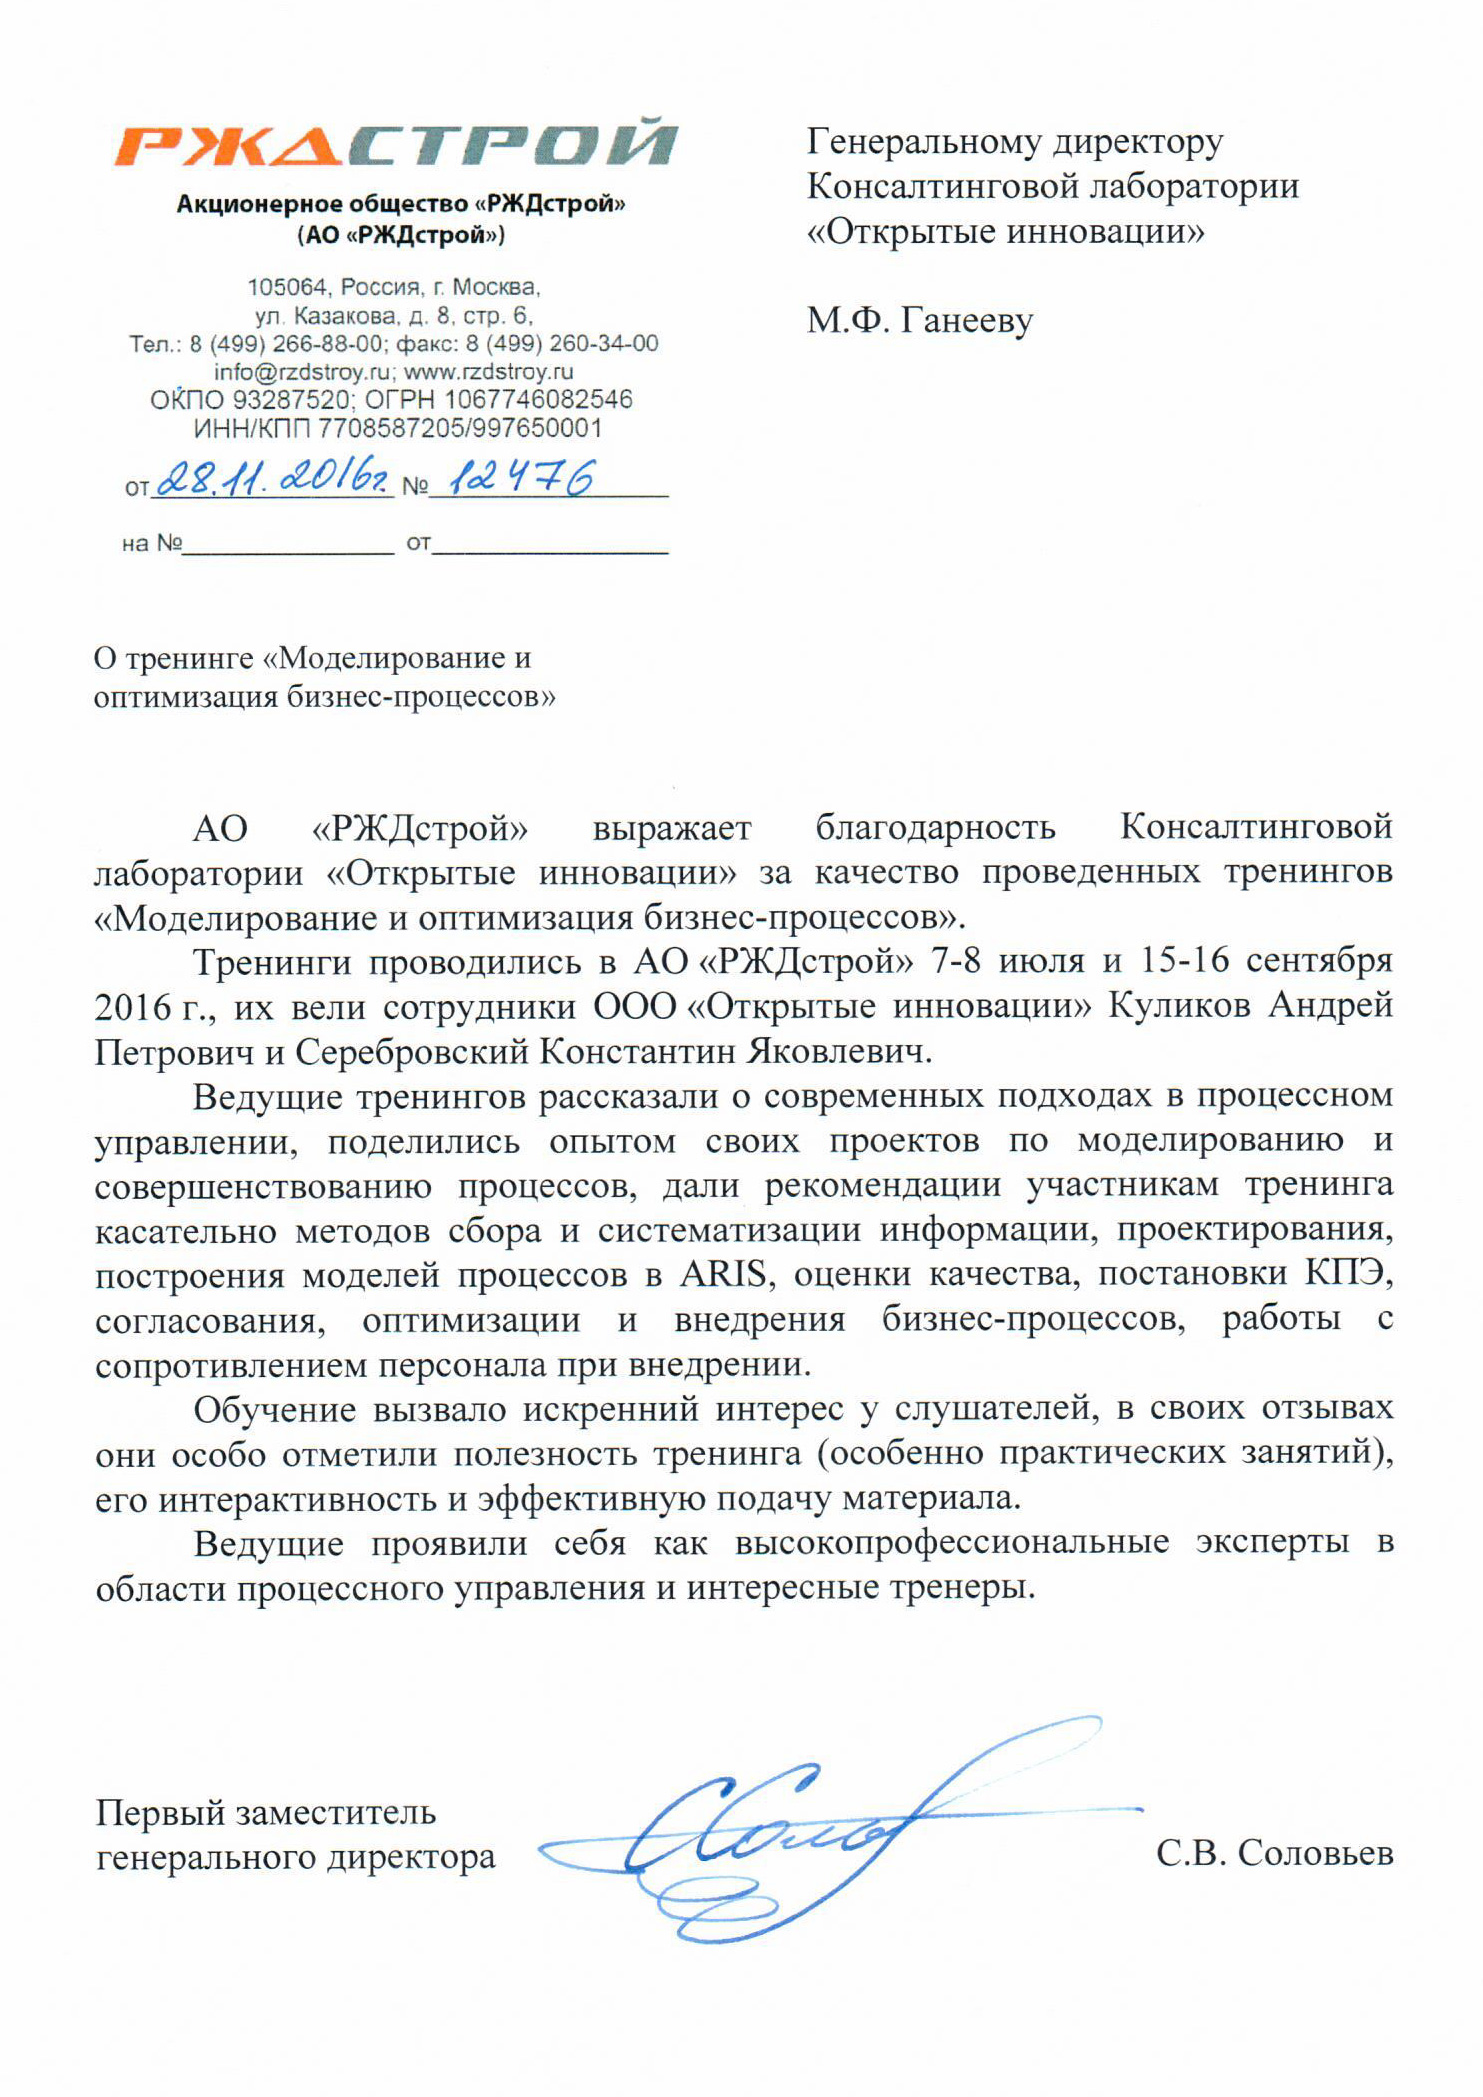 РЖДСТРОЙ
Акционерное общество «РЖДстрой»
(АО «РЖДстрой»)
105064, Россия, г. Москва,
ул. Казакова, д. 8, стр. 6,
Тел.: 8 (499) 266-88-00; факс: 8 (499) 260-34-00
info@rzdstroy.ru; www.rzdstroy.ru
ОКПО 93287520; ОГРН 1067746082546
ИНН/КПП 7708587205/997650001
от 28.11.2016г. № 12476
на №____________ от____________
Генеральному директору
Консалтинговой лаборатории
«Открытые инновации»
М.Ф. Ганееву
О тренинге «Моделирование и
оптимизация бизнес-процессов»
АО «РЖДстрой» выражает благодарность Консалтинговой
лаборатории «Открытые инновации» за качество проведенных тренингов
«Моделирование и оптимизация бизнес-процессов».
Тренинги проводились в АО «РЖДстрой» 7-8 июля и 15-16 сентября
2016 г., их вели сотрудники ООО «Открытые инновации» Куликов Андрей
Петрович и Серебровский Константин Яковлевич.
Ведущие тренингов рассказали о современных подходах в процессном
управлении, поделились опытом своих проектов по моделированию и
совершенствованию процессов, дали рекомендации участникам тренинга
касательно методов сбора и систематизации информации, проектирования,
построения моделей процессов в ARIS, оценки качества, постановки КПЭ,
согласования, оптимизации и внедрения бизнес-процессов, работы с
сопротивлением персонала при внедрении.
Обучение вызвало искренний интерес у слушателей, в своих отзывах
они особо отметили полезность тренинга (особенно практических занятий),
его интерактивность и эффективную подачу материала.
Ведущие проявили себя как высокопрофессиональные эксперты в
области процессного управления и интересные тренеры.
Первый заместитель
генерального директора
С.В. Соловьев